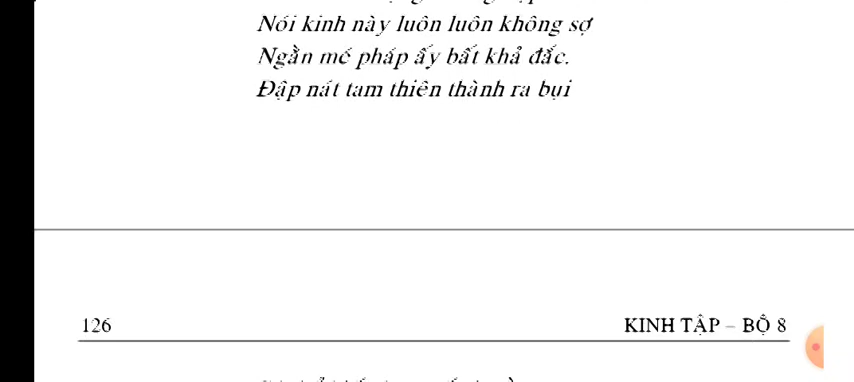 Nói kinh này luôn luôn không sợ
Ngằn mé pháp ấy bất khả đắc.
Đập nát tam thiên thành ra bụi
126 KINH TẬP – BỘ 8